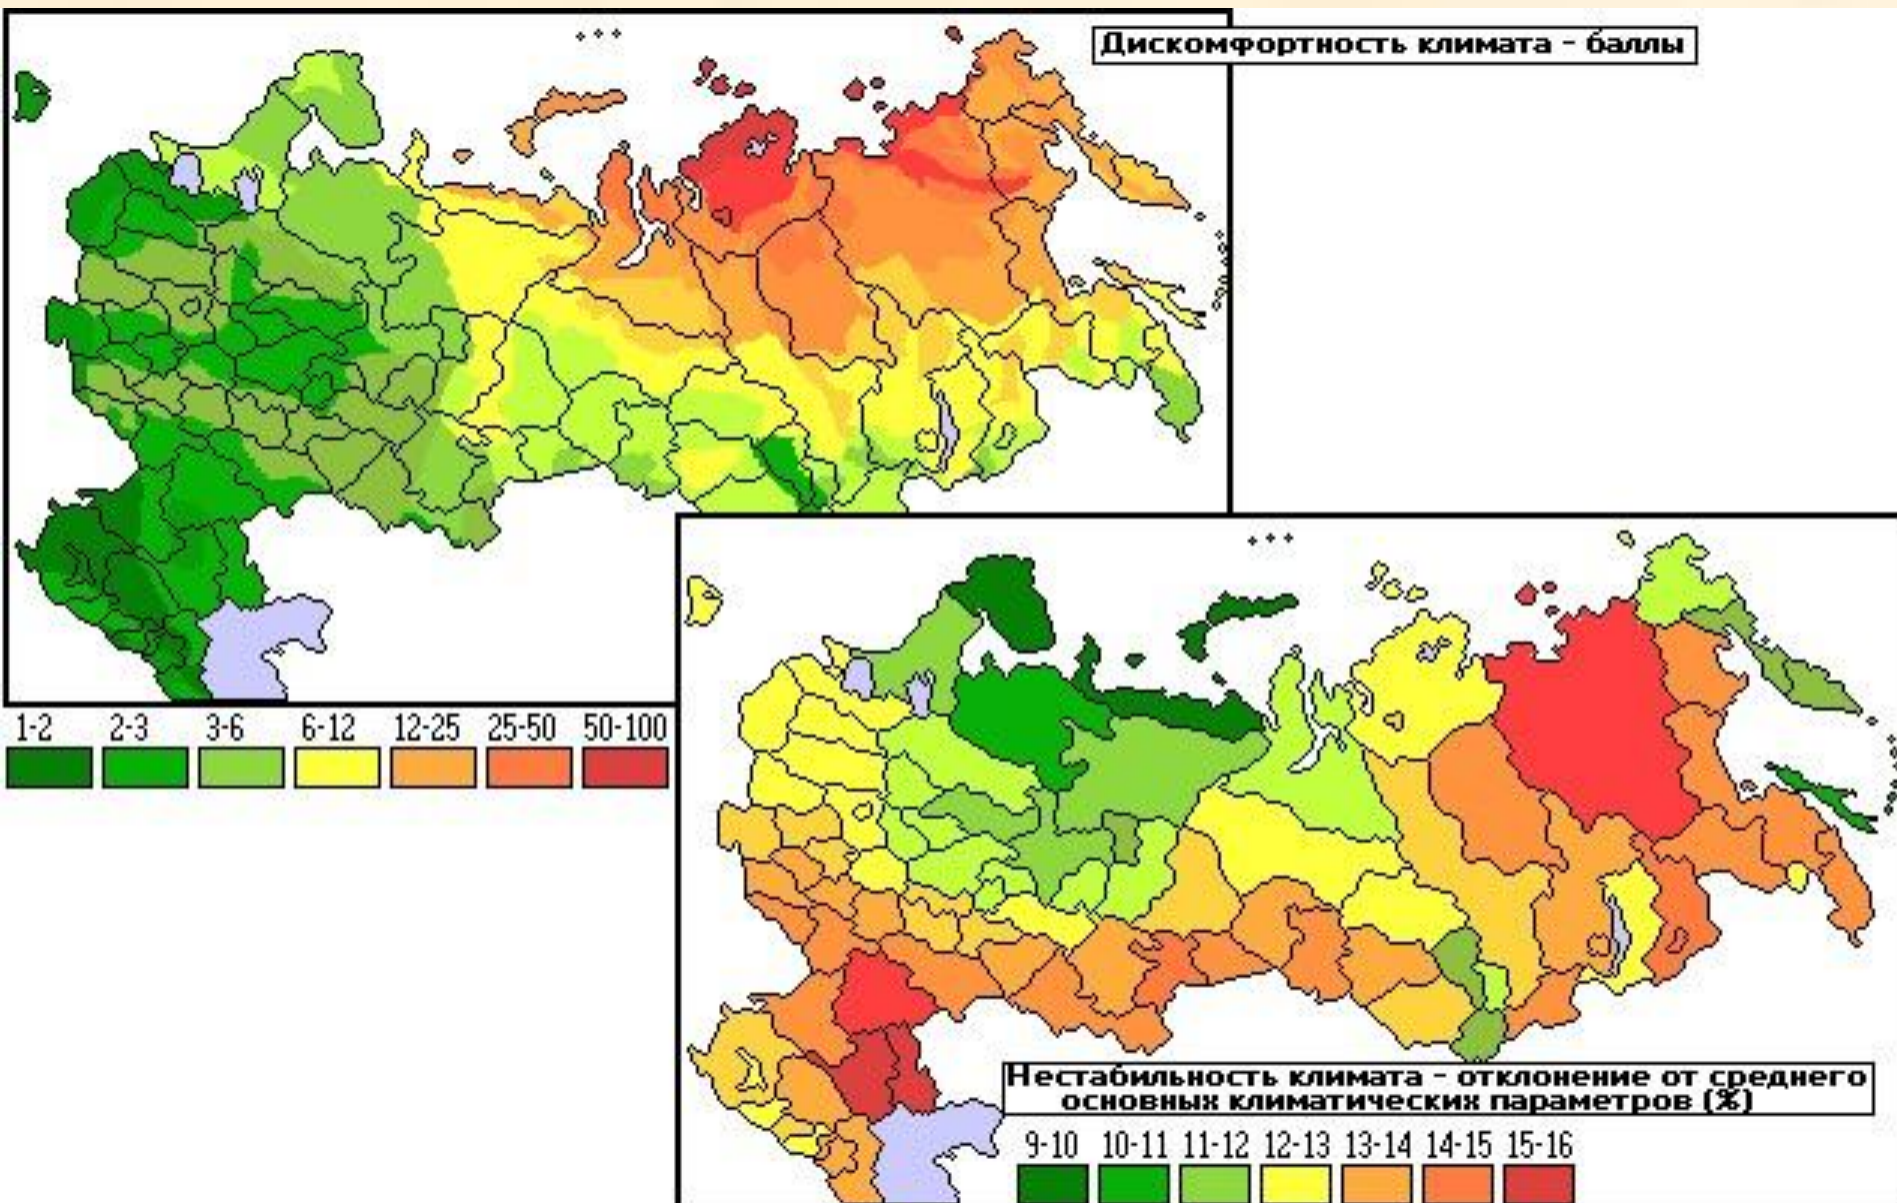 Дискомфортность климата - баллы
1-2 2-3 3-6 6-12 12-25 25-50 50-100
Нестабильность климата - отклонение от среднего
основных климатических параметров (%)
9-10 10-11 11-12 12-13 13-14 14-15 15-16